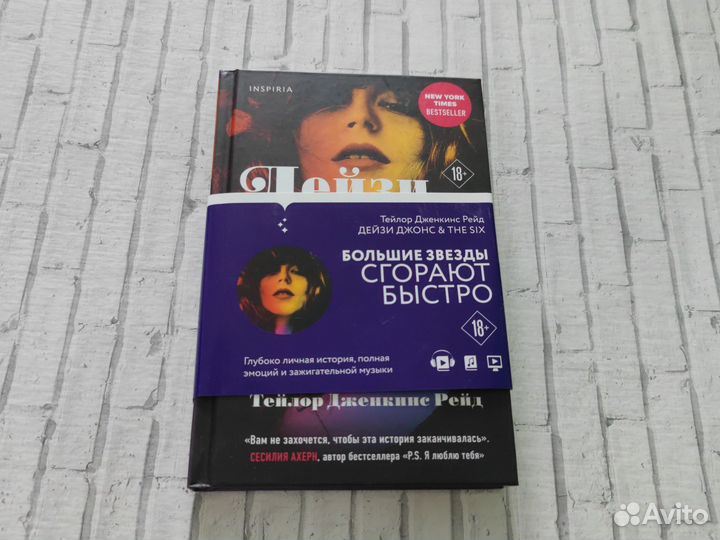 INSPIRIA
NEW YORK
TIMES
BESTSELLER
18+
Дейзи
Тейлор Дженкинс Рейд
ДЕЙЗИ ДЖОНС & THE SIX
БОЛЬШИЕ ЗВЕЗДЫ
СГОРАЮТ
БЫСТРО
18+
Глубоко личная история, полная
эмоций и зажигательной музыки
Тейлор Дженкинс Рейд
«Вам не захочется, чтобы эта история заканчивалась».
СЕСИЛИЯ АХЕРН, автор бестселлера «P.S. Я люблю тебя»
Avito